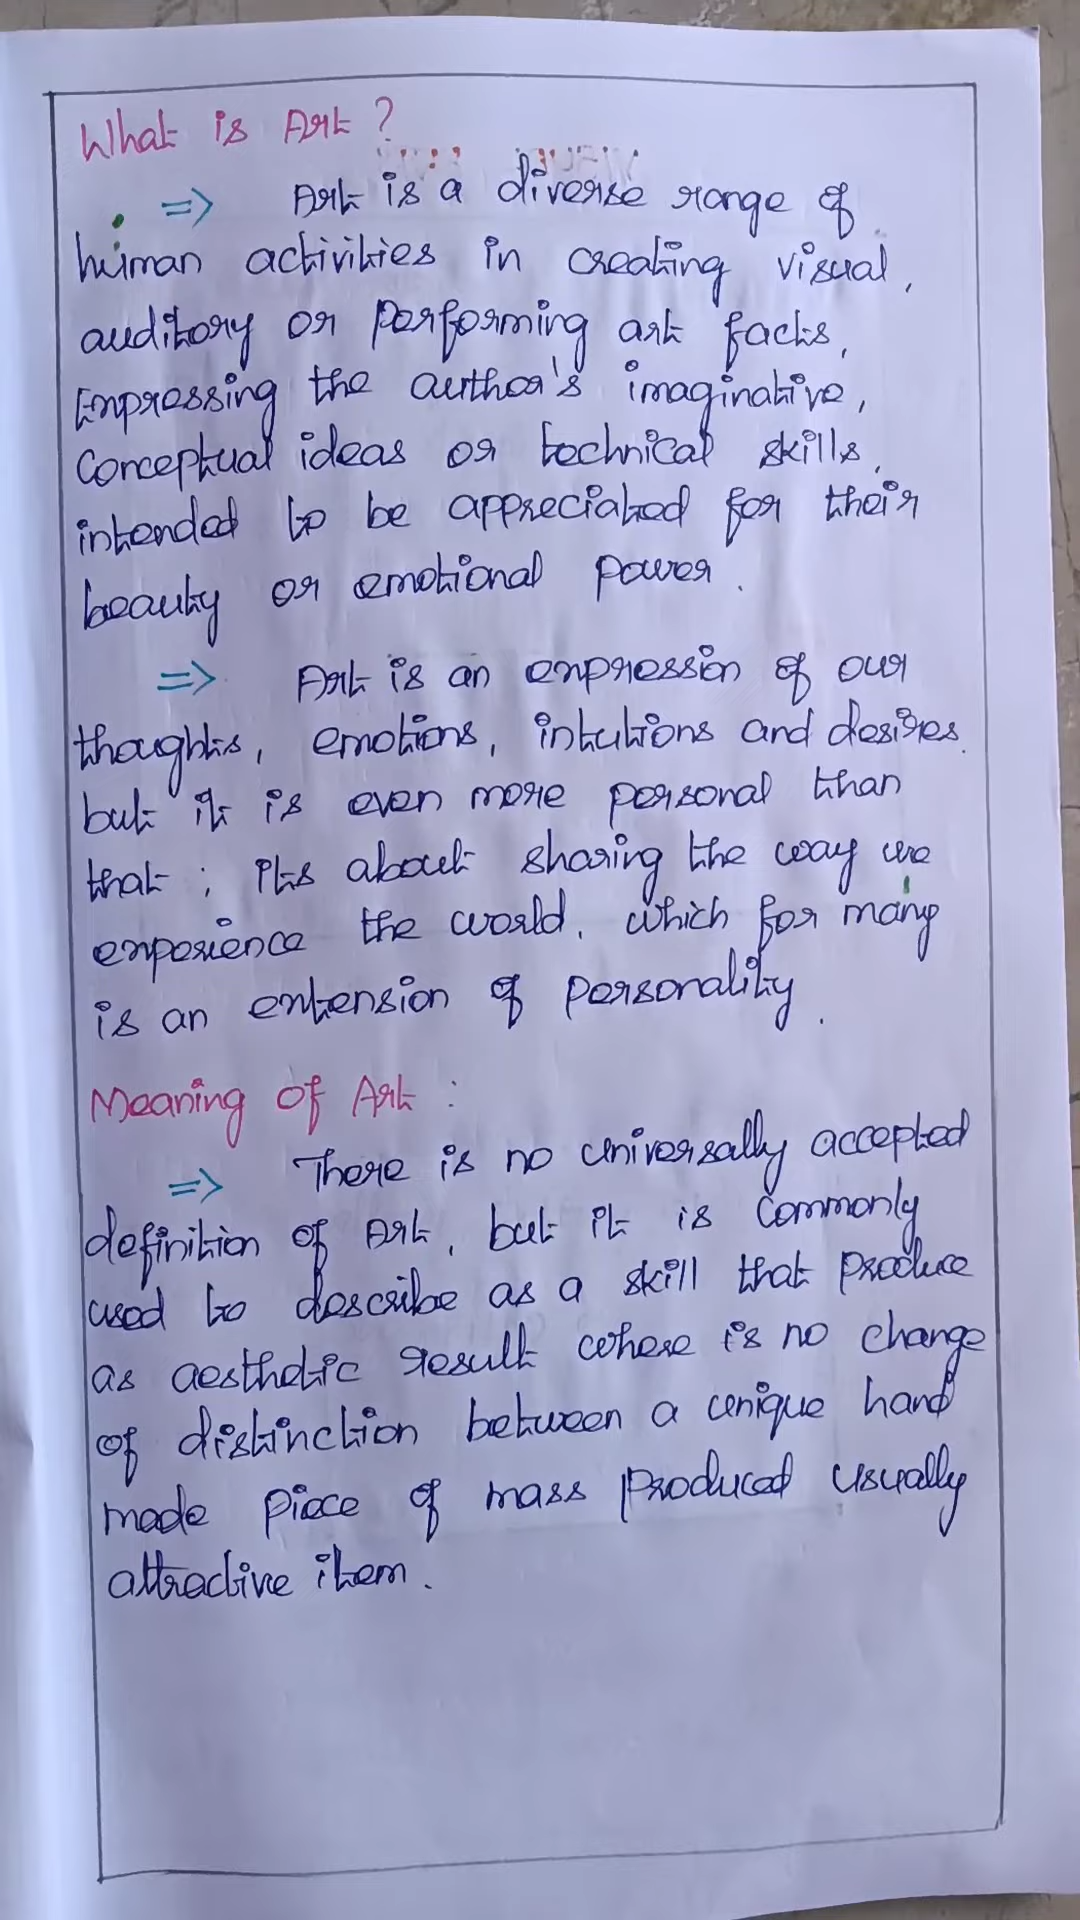 What is Art ?
=> Art is a diverse range of
human activities in creating visual,
auditory or performing art facts,
Expressing the author's imaginative,
Conceptual ideas or technical skills,
intended to be appreciated for their
beauty or emotional power.
=> Art is an expression of our
thoughts, emotions, intutions and desires.
but it is even more personal than
that ; its about sharing the way we
experience the world, which for many
is an extension of personality.
Meaning of Art :
=> There is no universally accepted
definition of Art, but it is commonly
used to describe as a skill that produce
as aesthetic result where is no change
of distinction between a unique hand
made piece of mass produced usually
attractive item.